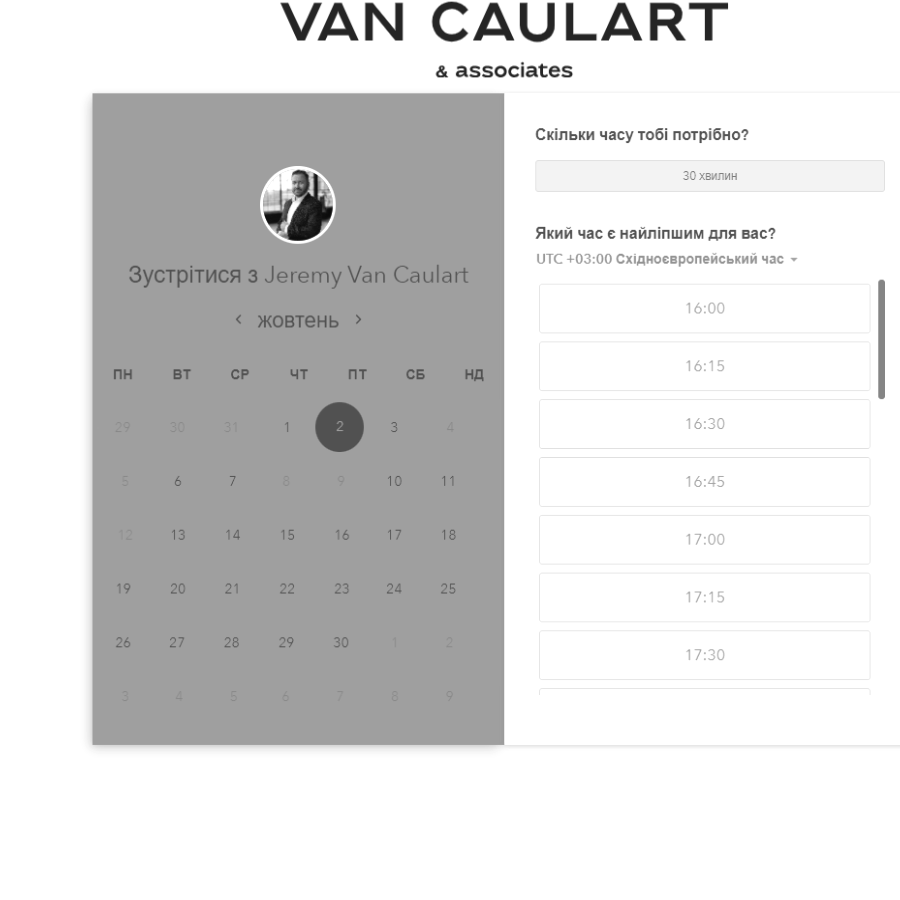 VAN CAULART
& associates
Зустрітися з Jeremy Van Caulart
жовтень
ПН ВТ СР ЧТ ПТ СБ НД
29 30 31 1 2 3 4
5 6 7 8 9 10 11
12 13 14 15 16 17 18
19 20 21 22 23 24 25
26 27 28 29 30 1 2
3 4 5 6 7 8 9
Скільки часу тобі потрібно?
30 хвилин
Який час є найліпшим для вас?
UTC +03:00 Східноєвропейський час
16:00
16:15
16:30
16:45
17:00
17:15
17:30